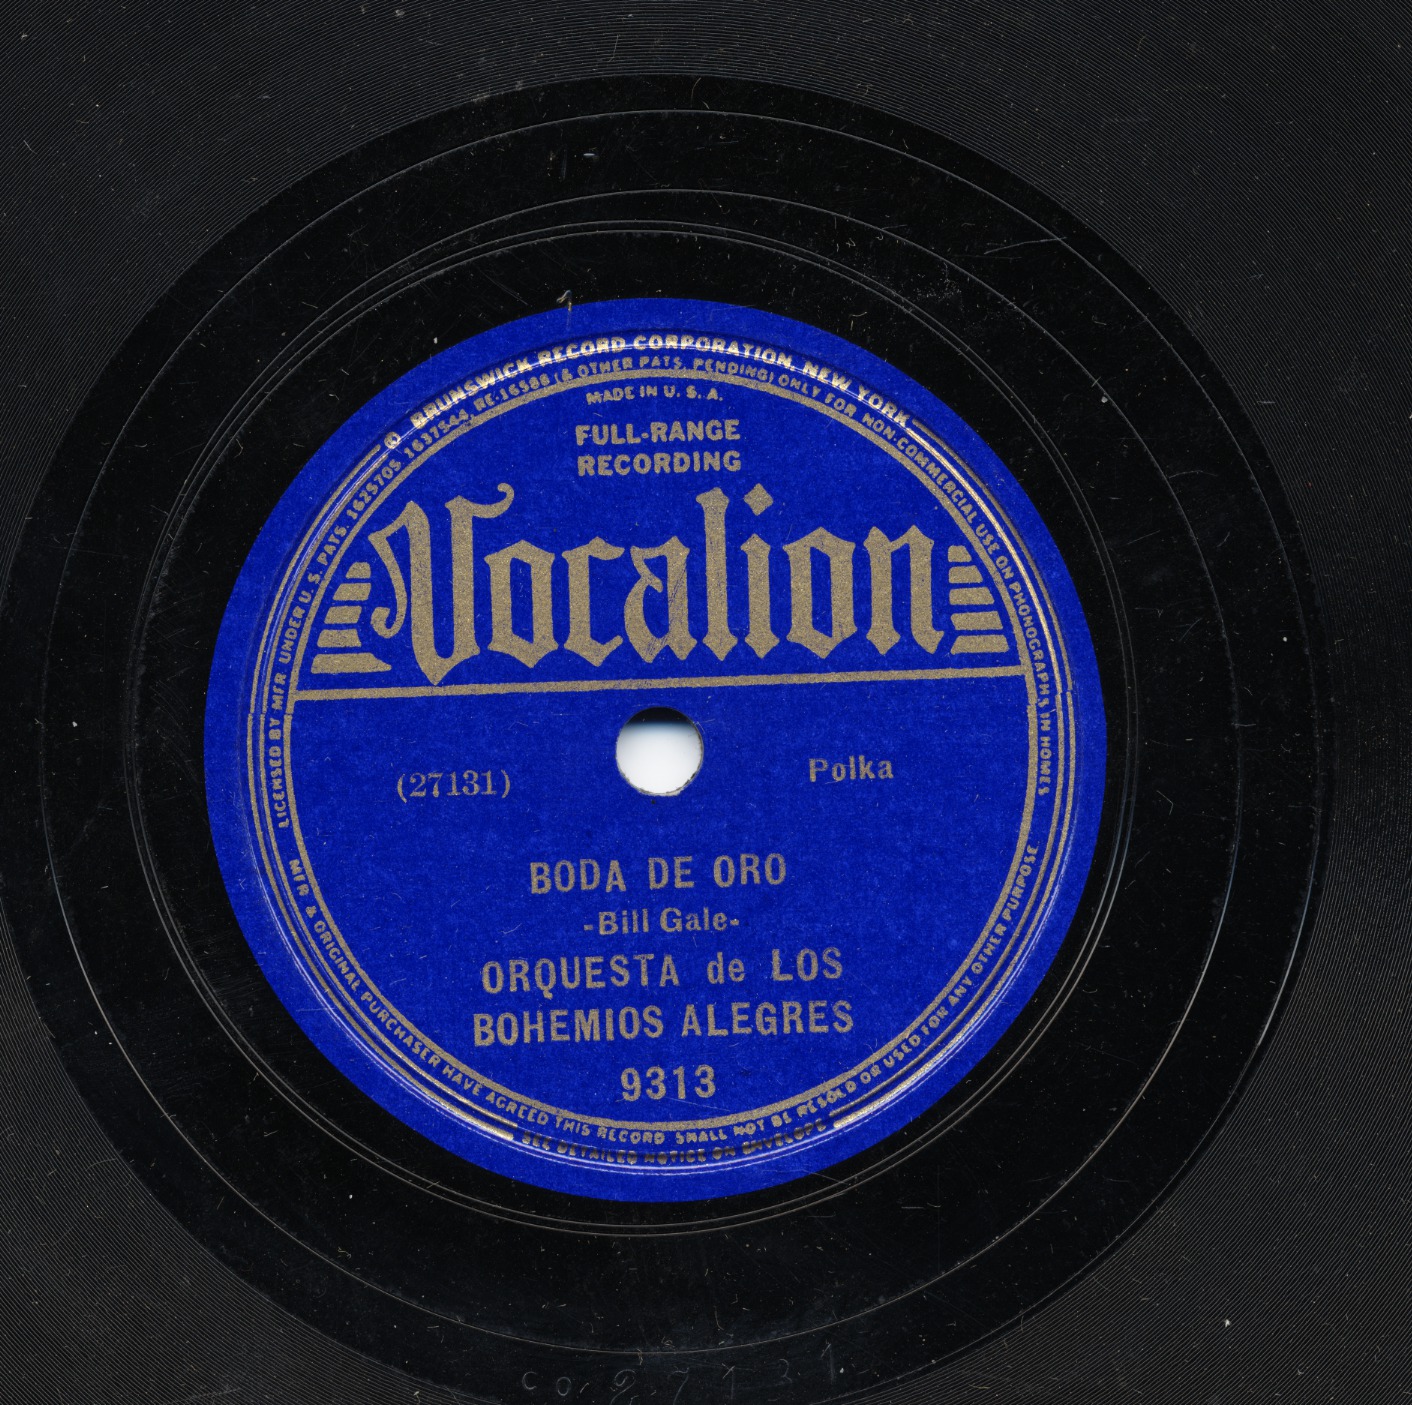 © BRUNSWICK RECORD CORPORATION, NEW YORK
LICENSED BY MFR. UNDER U. S. PATS. 1625705, 1637544, RE-16588 (& OTHER PATS. PENDING) ONLY FOR NON-COMMERCIAL USE ON PHONOGRAPHS IN HOMES
MADE IN U. S. A.
FULL-RANGE
RECORDING
Vocalion
(27131)
Polka
BODA DE ORO
-Bill Gale-
ORQUESTA de LOS
BOHEMIOS ALEGRES
9313
MFR & ORIGINAL PURCHASER HAVE AGREED THIS RECORD SHALL NOT BE RESOLD OR USED FOR ANY OTHER PURPOSE
SEE DETAILED NOTICE ON ENVELOPE
CO 27131